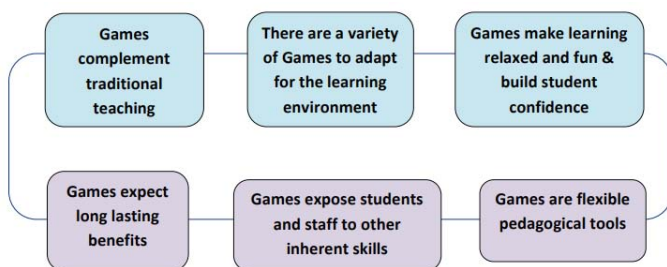 Games
complement
traditional
teaching
There are a variety
of Games to adapt
for the learning
environment
Games make learning
relaxed and fun &
build student
confidence
Games expect
long lasting
benefits
Games expose students
and staff to other
inherent skills
Games are flexible
pedagogical tools